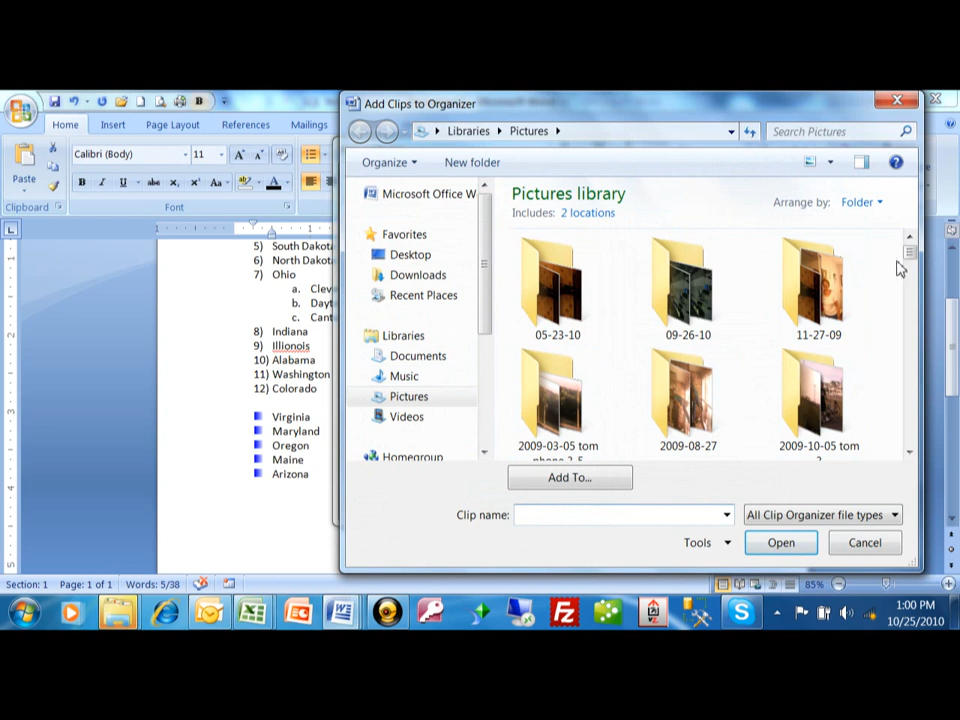 Add Clips to Organizer
Home Insert Page Layout References Mailings
Libraries Pictures Search Pictures
Paste
Calibri (Body) 11
B I U abe X, X Aa A
Clipboard Font
Organize New folder
Microsoft Office W
Favorites
Desktop
Downloads
Recent Places
Libraries
Documents
Music
Pictures
Videos
Homegroup
Pictures library
Includes: 2 locations
Arrange by: Folder
05-23-10 09-26-10 11-27-09
2009-03-05 tom 2009-08-27 2009-10-05 tom
Add To...
Clip name: All Clip Organizer file types
Tools Open Cancel
5) South Dakota
6) North Dakota
7) Ohio
a. Clev
b. Dayt
c. Cant
8) Indiana
9) Illionois
10) Alabama
11) Washington
12) Colorado
Virginia
Maryland
Oregon
Maine
Arizona
Section: 1 Page: 1 of 1 Words: 5/38 85%
1:00 PM
10/25/2010